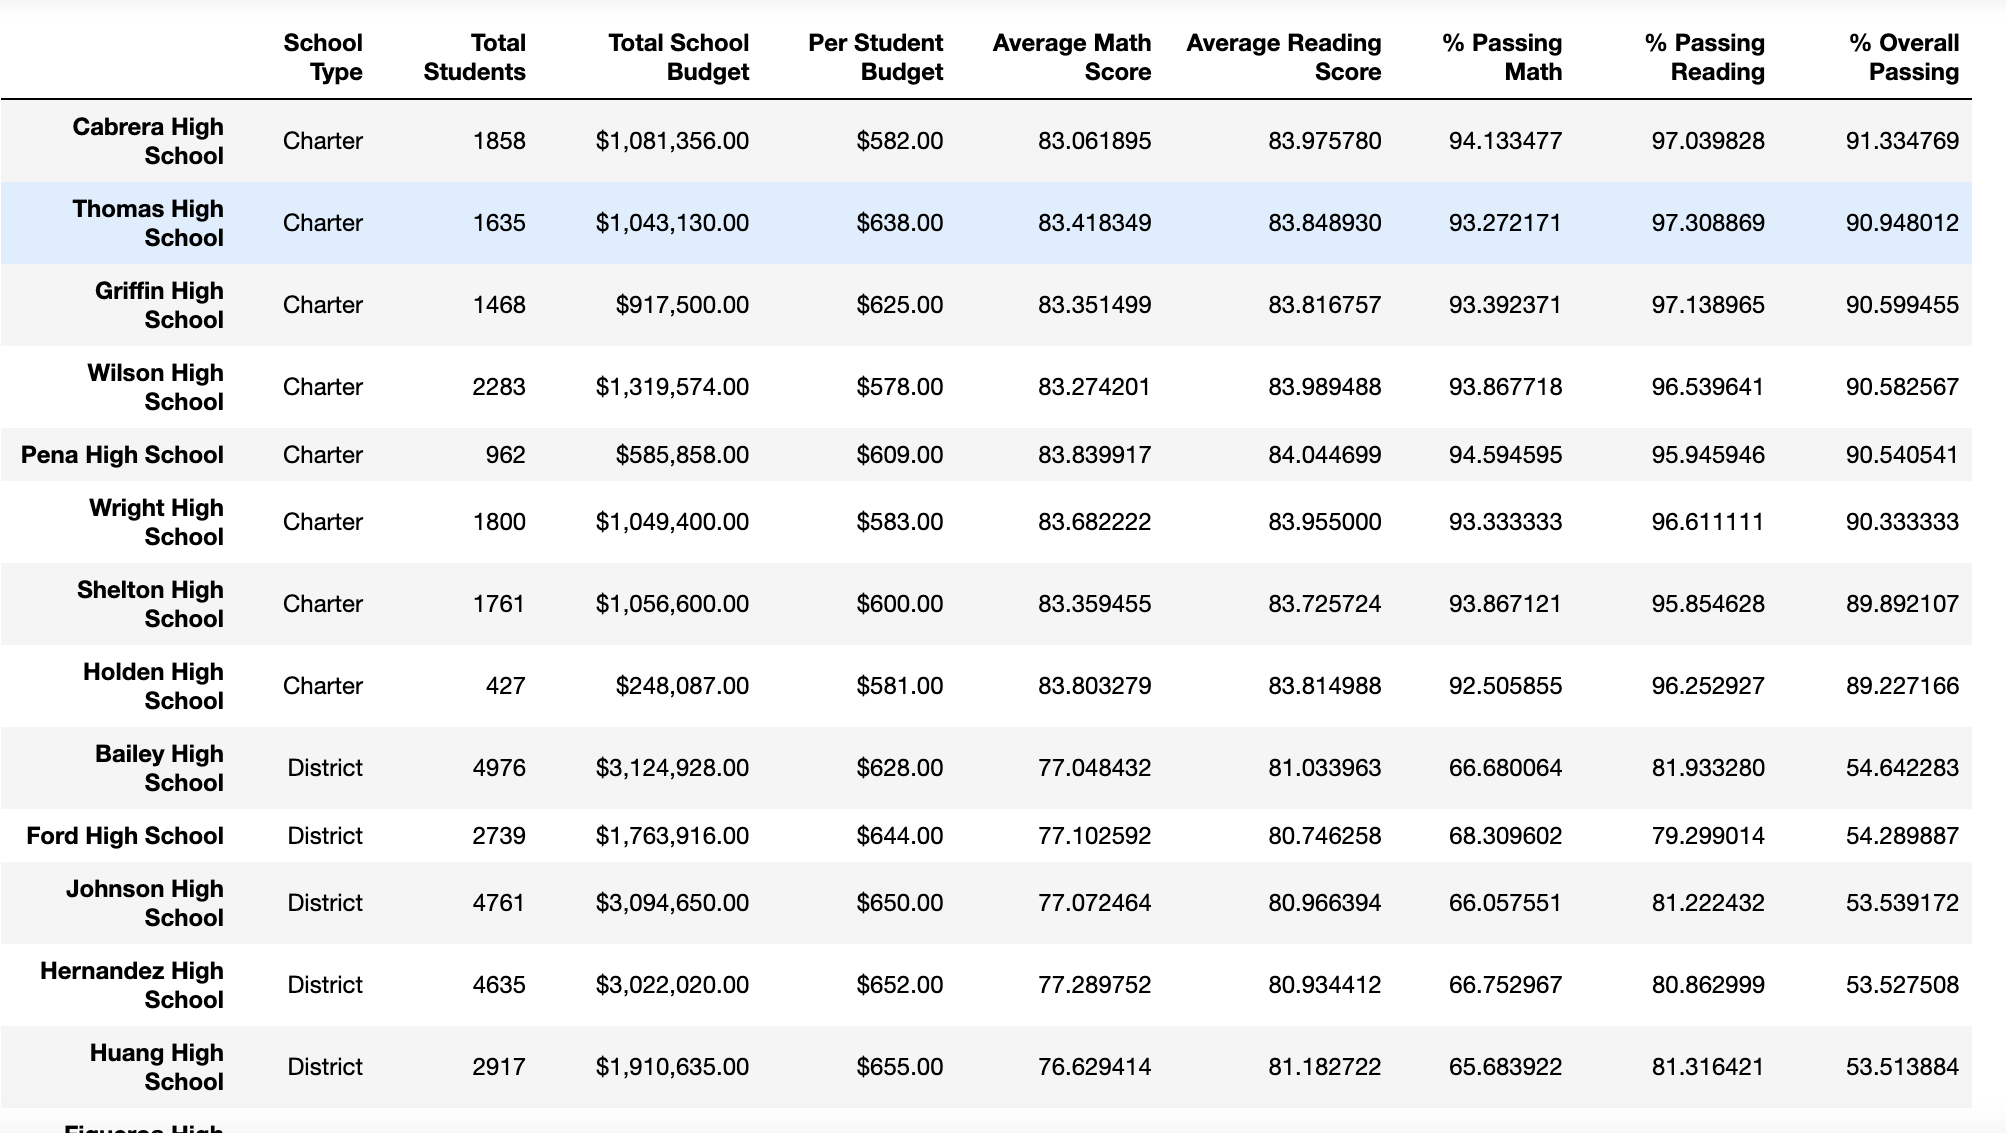 School Type Total Students Total School Budget Per Student Budget Average Math Score Average Reading Score % Passing Math % Passing Reading % Overall Passing
Cabrera High School Charter 1858 $1,081,356.00 $582.00 83.061895 83.975780 94.133477 97.039828 91.334769
Thomas High School Charter 1635 $1,043,130.00 $638.00 83.418349 83.848930 93.272171 97.308869 90.948012
Griffin High School Charter 1468 $917,500.00 $625.00 83.351499 83.816757 93.392371 97.138965 90.599455
Wilson High School Charter 2283 $1,319,574.00 $578.00 83.274201 83.989488 93.867718 96.539641 90.582567
Pena High School Charter 962 $585,858.00 $609.00 83.839917 84.044699 94.594595 95.945946 90.540541
Wright High School Charter 1800 $1,049,400.00 $583.00 83.682222 83.955000 93.333333 96.611111 90.333333
Shelton High School Charter 1761 $1,056,600.00 $600.00 83.359455 83.725724 93.867121 95.854628 89.892107
Holden High School Charter 427 $248,087.00 $581.00 83.803279 83.814988 92.505855 96.252927 89.227166
Bailey High School District 4976 $3,124,928.00 $628.00 77.048432 81.033963 66.680064 81.933280 54.642283
Ford High School District 2739 $1,763,916.00 $644.00 77.102592 80.746258 68.309602 79.299014 54.289887
Johnson High School District 4761 $3,094,650.00 $650.00 77.072464 80.966394 66.057551 81.222432 53.539172
Hernandez High School District 4635 $3,022,020.00 $652.00 77.289752 80.934412 66.752967 80.862999 53.527508
Huang High School District 2917 $1,910,635.00 $655.00 76.629414 81.182722 65.683922 81.316421 53.513884
Figueroa High